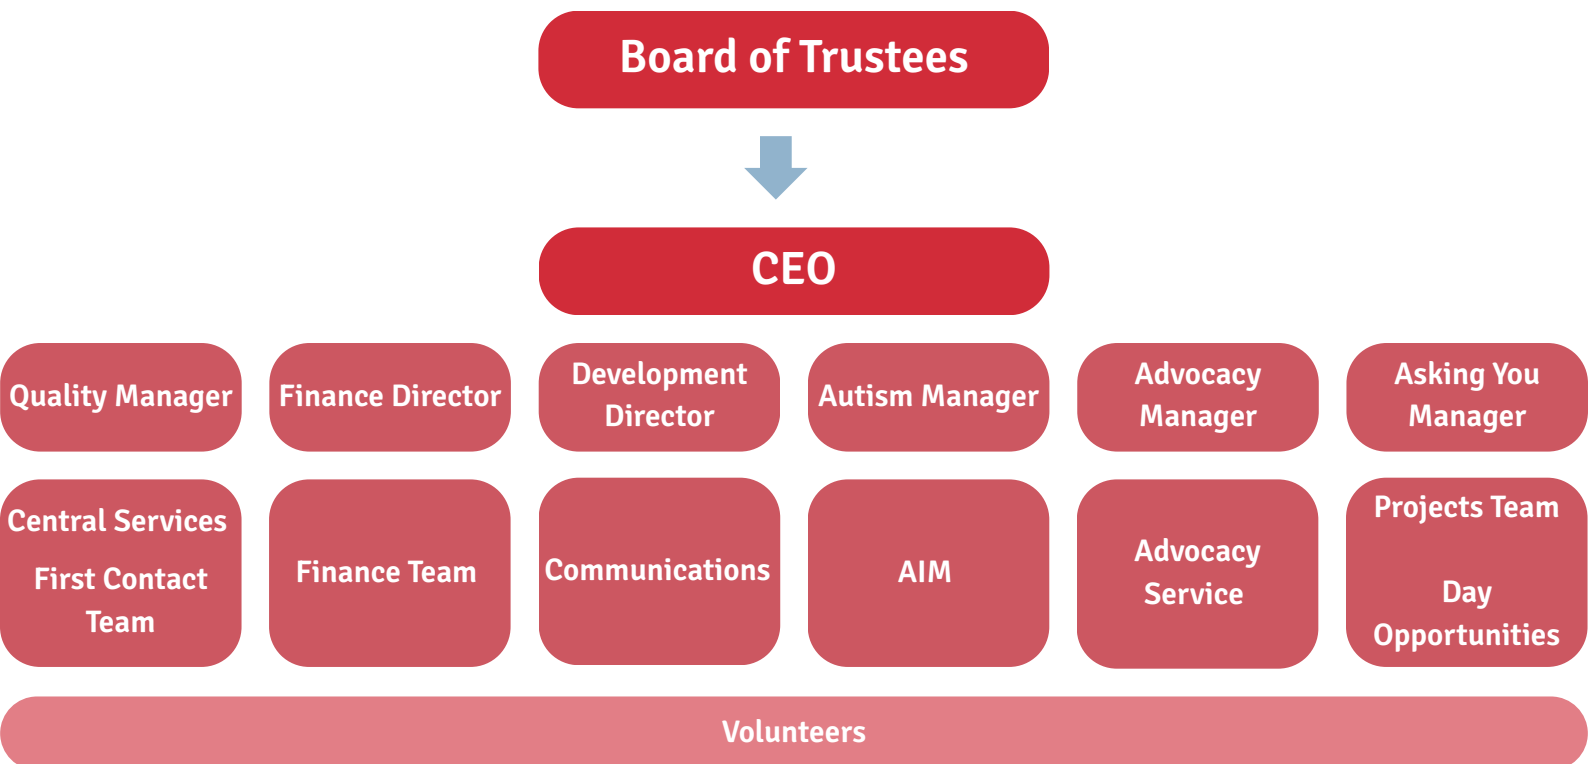 Board of Trustees
CEO
Quality Manager
Finance Director
Development
Director
Autism Manager
Advocacy
Manager
Asking You
Manager
Central Services
First Contact
Team
Finance Team
Communications
AIM
Advocacy
Service
Projects Team
Day
Opportunities
Volunteers